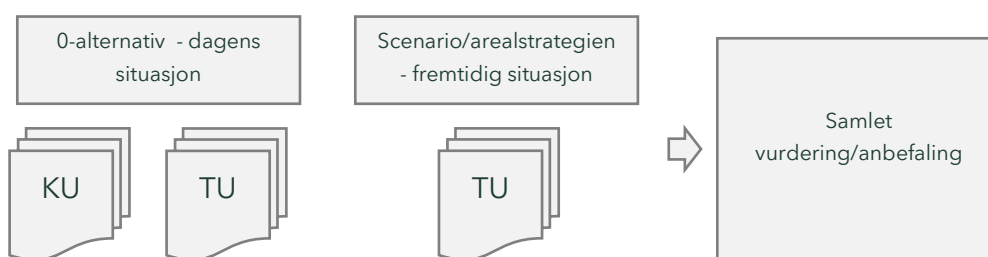 0-alternativ - dagens
situasjon
Scenario/arealstrategien
- fremtidig situasjon
Samlet
vurdering/anbefaling
KU
TU
TU